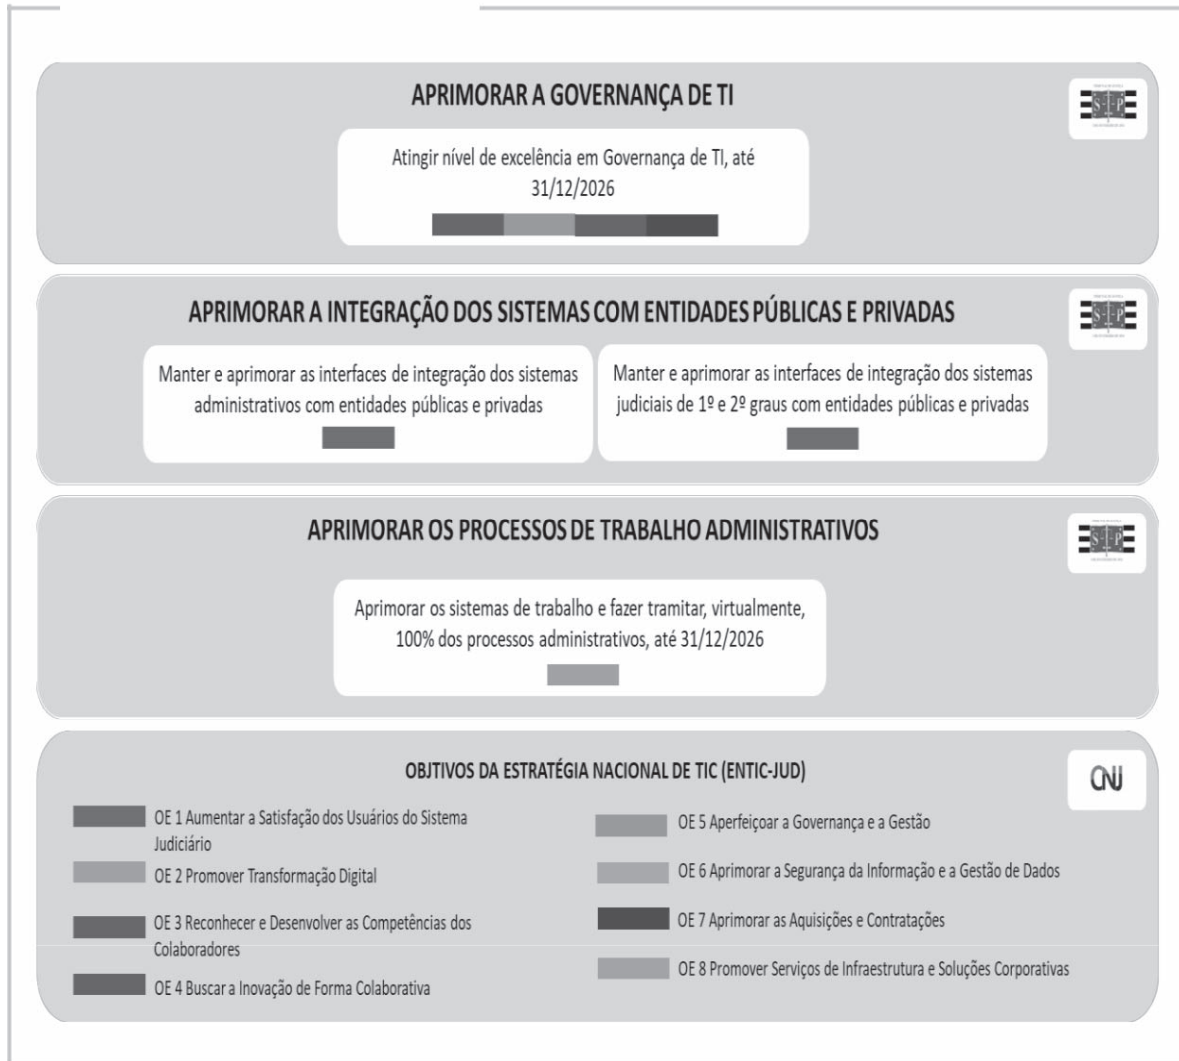 APRIMORAR A GOVERNANÇA DE TI
Atingir nível de excelência em Governança de TI, até
31/12/2026
APRIMORAR A INTEGRAÇÃO DOS SISTEMAS COM ENTIDADES PÚBLICAS E PRIVADAS
Manter e aprimorar as interfaces de integração dos sistemas
administrativos com entidades públicas e privadas
Manter e aprimorar as interfaces de integração dos sistemas
judiciais de 1º e 2º graus com entidades públicas e privadas
APRIMORAR OS PROCESSOS DE TRABALHO ADMINISTRATIVOS
Aprimorar os sistemas de trabalho e fazer tramitar, virtualmente,
100% dos processos administrativos, até 31/12/2026
OBJTIVOS DA ESTRATÉGIA NACIONAL DE TIC (ENTIC-JUD)
CNJ
OE 1 Aumentar a Satisfação dos Usuários do Sistema
Judiciário
OE 2 Promover Transformação Digital
OE 3 Reconhecer e Desenvolver as Competências dos
Colaboradores
OE 4 Buscar a Inovação de Forma Colaborativa
OE 5 Aperfeiçoar a Governança e a Gestão
OE 6 Aprimorar a Segurança da Informação e a Gestão de Dados
OE 7 Aprimorar as Aquisições e Contratações
OE 8 Promover Serviços de Infraestrutura e Soluções Corporativas